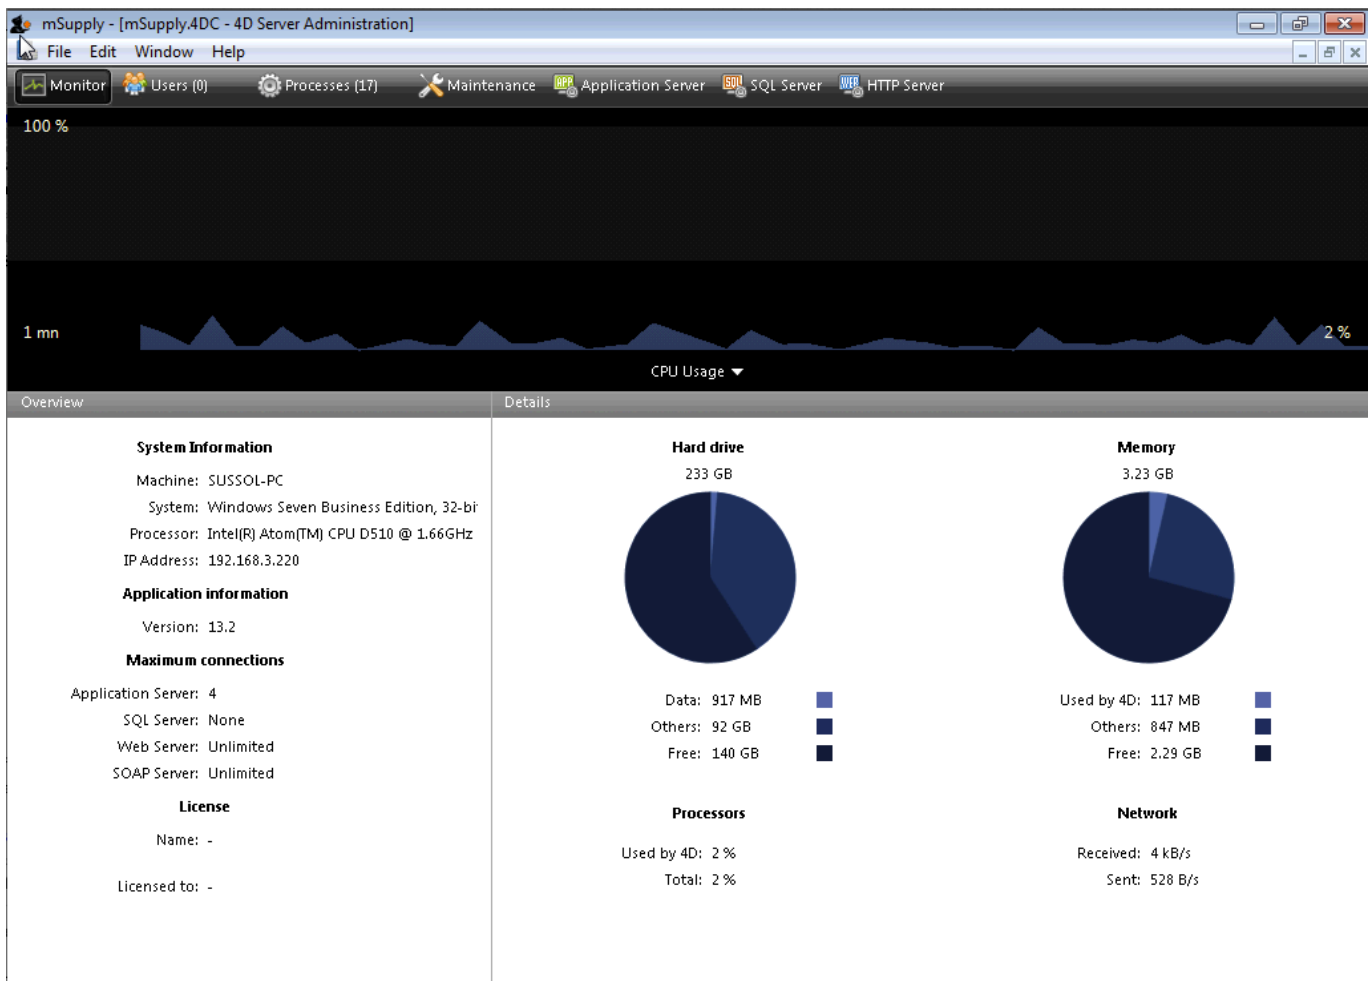 mSupply - [mSupply.4DC - 4D Server Administration]
File Edit Window Help
Monitor Users (0) Processes (17) Maintenance Application Server SQL Server HTTP Server
100 %
1 mn 2 %
CPU Usage
Overview
System Information
Machine: SUSSOL-PC
System: Windows Seven Business Edition, 32-bi
Processor: Intel(R) Atom(TM) CPU D510 @ 1.66GHz
IP Address: 192.168.3.220
Application information
Version: 13.2
Maximum connections
Application Server: 4
SQL Server: None
Web Server: Unlimited
SOAP Server: Unlimited
License
Name: -
Licensed to: -
Details
Hard drive
233 GB
Data: 917 MB
Others: 92 GB
Free: 140 GB
Memory
3.23 GB
Used by 4D: 117 MB
Others: 847 MB
Free: 2.29 GB
Processors
Used by 4D: 2 %
Total: 2 %
Network
Received: 4 kB/s
Sent: 528 B/s